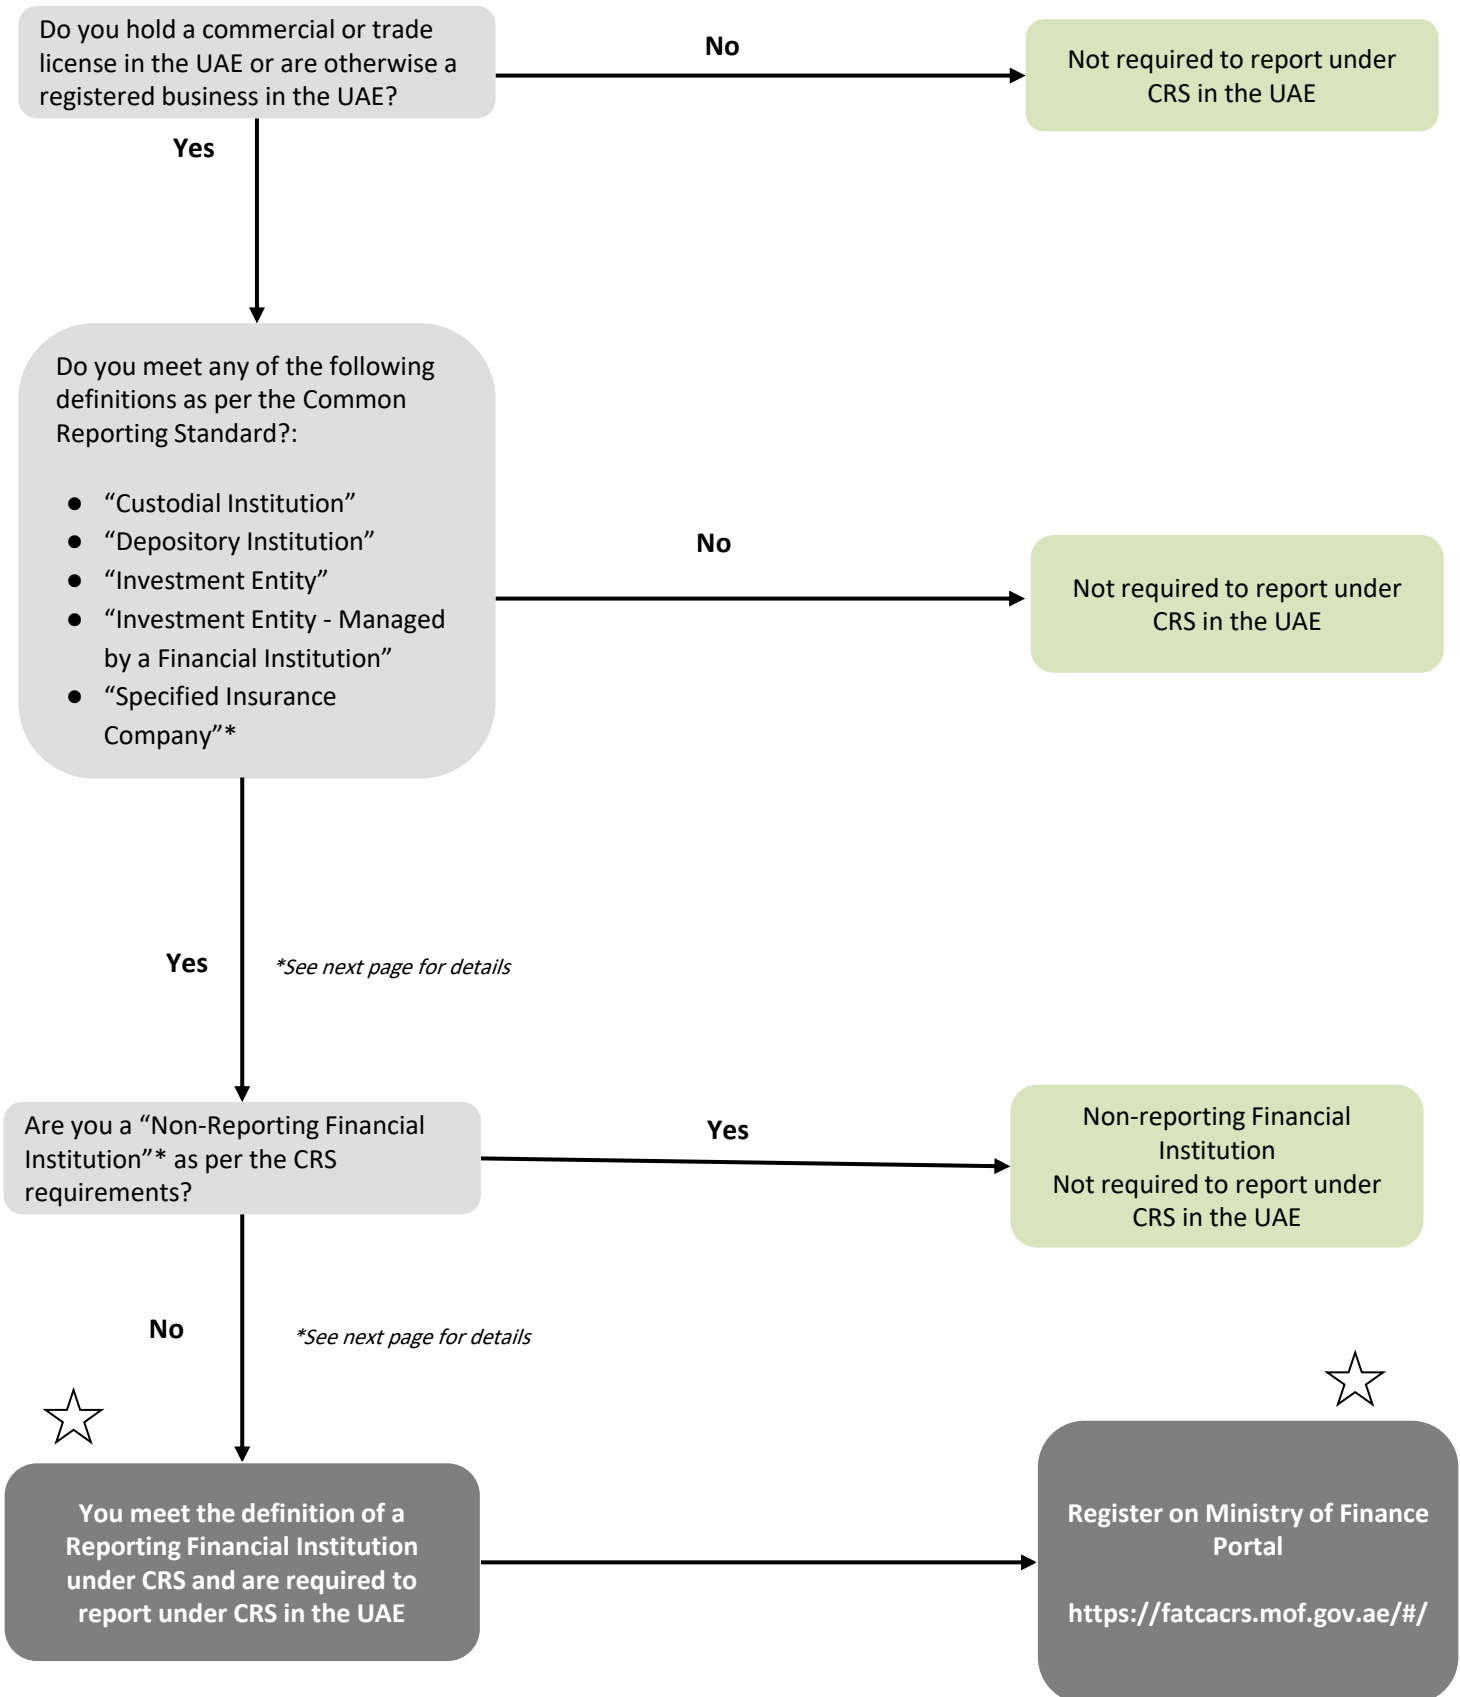 Do you hold a commercial or trade
license in the UAE or are otherwise a
registered business in the UAE?
No
Not required to report under
CRS in the UAE
Yes
Do you meet any of the following
definitions as per the Common
Reporting Standard?:
● “Custodial Institution”
● “Depository Institution”
● “Investment Entity”
● “Investment Entity - Managed
by a Financial Institution”
● “Specified Insurance
Company”*
No
Not required to report under
CRS in the UAE
Yes
*See next page for details
Are you a “Non-Reporting Financial
Institution”* as per the CRS
requirements?
Yes
Non-reporting Financial
Institution
Not required to report under
CRS in the UAE
No
*See next page for details
You meet the definition of a
Reporting Financial Institution
under CRS and are required to
report under CRS in the UAE
Register on Ministry of Finance
Portal
https://fatcacrs.mof.gov.ae/#/